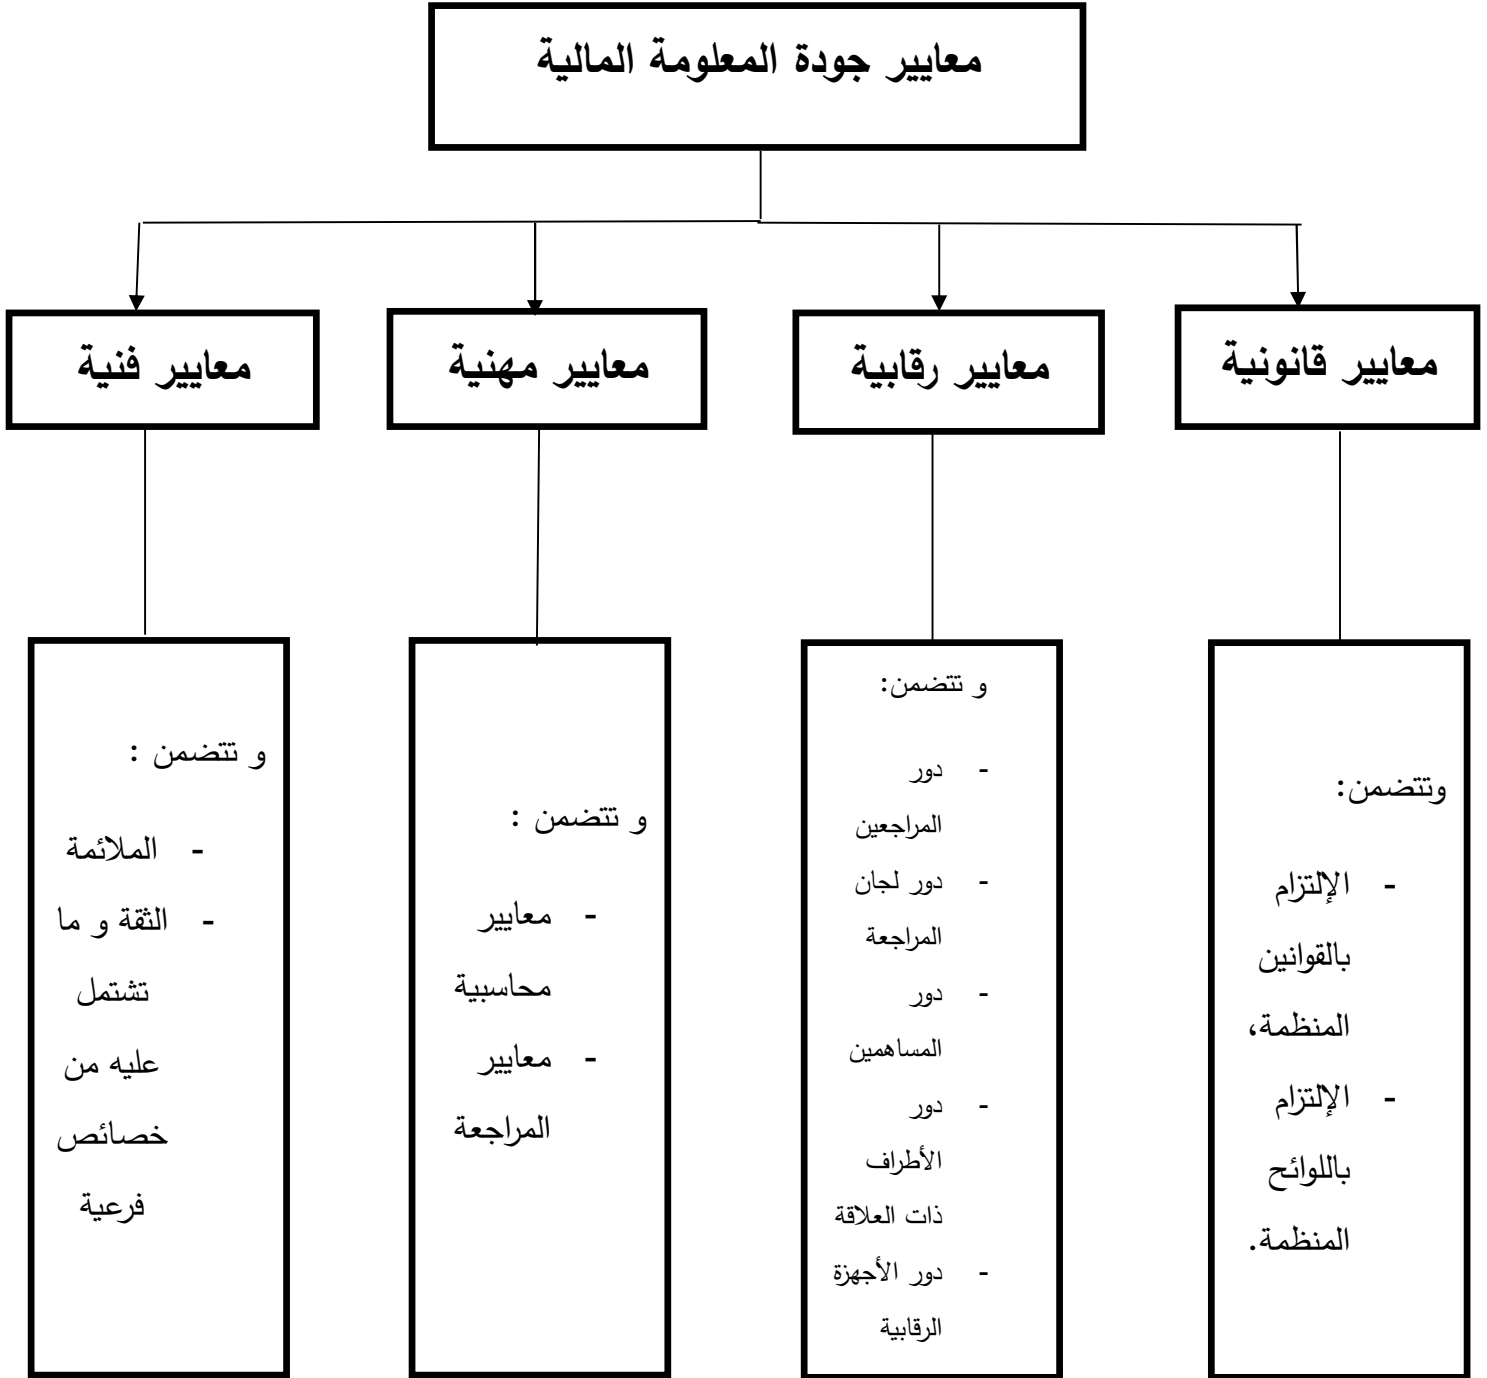 معايير جودة المعلومة المالية
معايير قانونية
معايير رقابية
معايير مهنية
معايير فنية
وتتضمن:
- الإلتزام
بالقوانين
المنظمة،
- الإلتزام
باللوائح
المنظمة.
و تتضمن:
- دور
المراجعين
- دور لجان
المراجعة
- دور
المساهمين
- دور
الأطراف
ذات العلاقة
- دور الأجهزة
الرقابية
و تتضمن :
- معايير
محاسبية
- معايير
المراجعة
و تتضمن :
- الملائمة
- الثقة و ما
تشتمل
عليه من
خصائص
فرعية